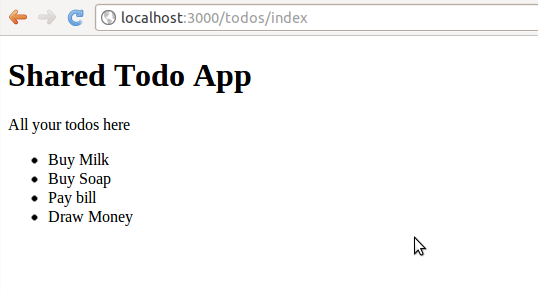 localhost:3000/todos/index
Shared Todo App
All your todos here
Buy Milk
Buy Soap
Pay bill
Draw Money